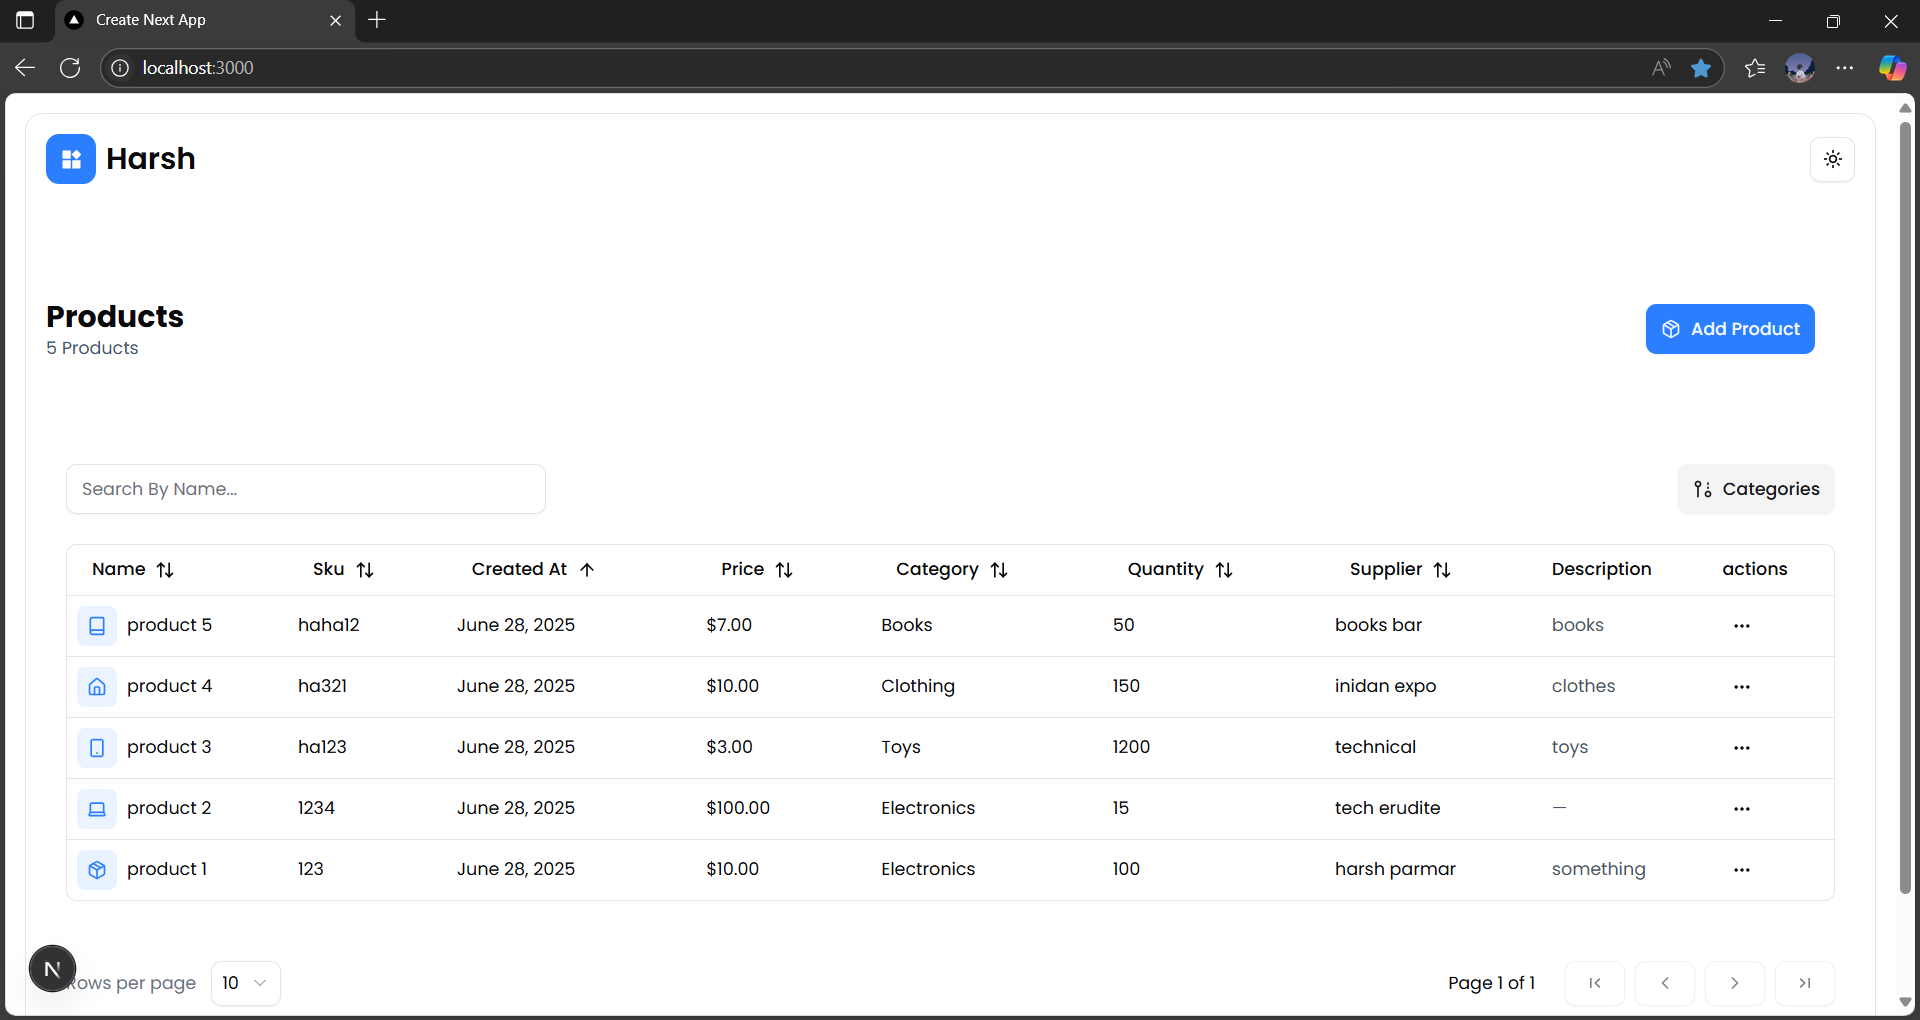 Create Next App
localhost:3000
Harsh
Products
5 Products
Add Product
Search By Name...
Categories
Name Sku Created At Price Category Quantity Supplier Description actions
product 5 haha12 June 28, 2025 $7.00 Books 50 books bar books
product 4 ha321 June 28, 2025 $10.00 Clothing 150 inidan expo clothes
product 3 ha123 June 28, 2025 $3.00 Toys 1200 technical toys
product 2 1234 June 28, 2025 $100.00 Electronics 15 tech erudite —
product 1 123 June 28, 2025 $10.00 Electronics 100 harsh parmar something
N
Rows per page 10 Page 1 of 1